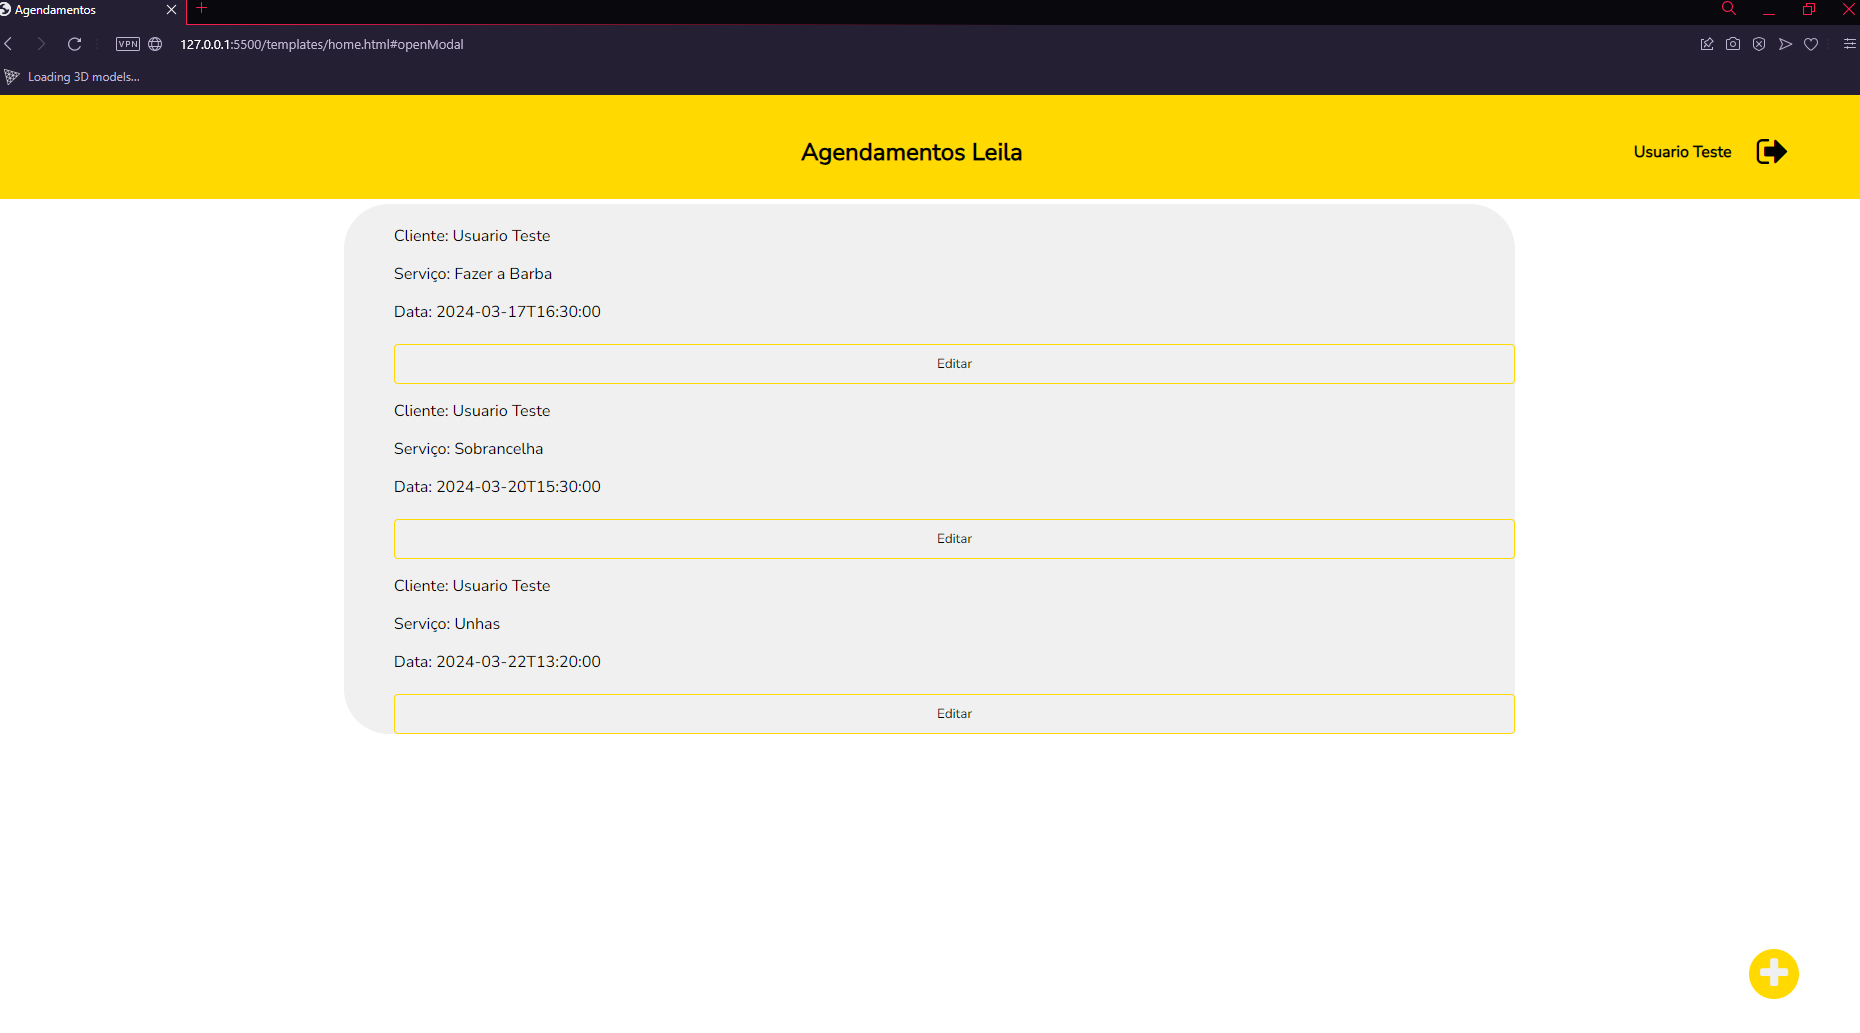 Agendamentos
VPN 127.0.0.1:5500/templates/home.html#openModal
Loading 3D models...
Agendamentos Leila
Usuario Teste
Cliente: Usuario Teste
Serviço: Fazer a Barba
Data: 2024-03-17T16:30:00
Editar
Cliente: Usuario Teste
Serviço: Sobrancelha
Data: 2024-03-20T15:30:00
Editar
Cliente: Usuario Teste
Serviço: Unhas
Data: 2024-03-22T13:20:00
Editar